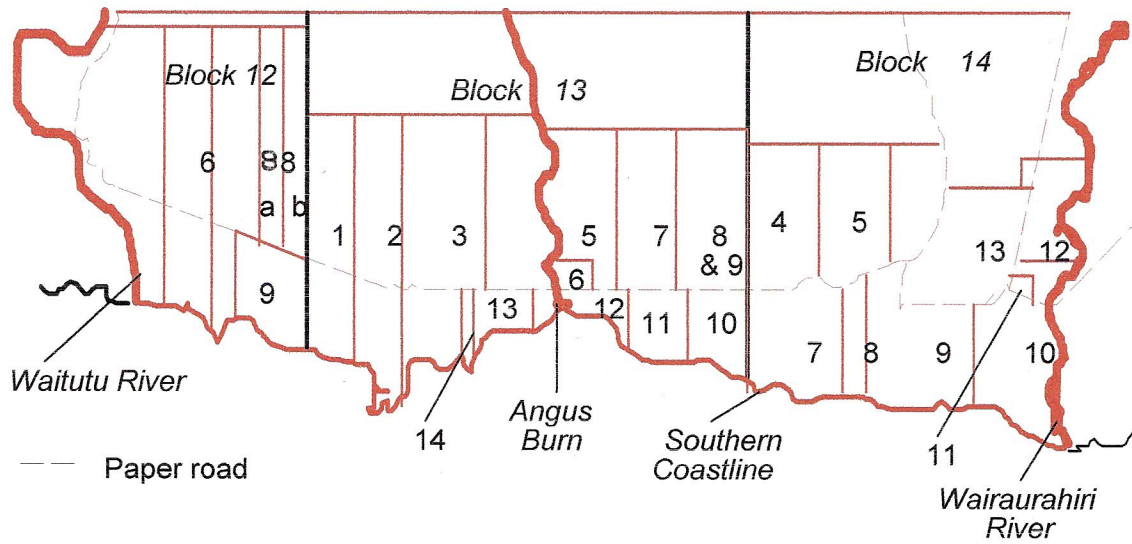 Block 12
Block 13
Block 14
6
8
8
a
b
9
1
2
3
5
7
8
& 9
6
13
12
11
10
4
5
13
12
7
8
9
10
Waitutu River
14
Angus
Burn
Southern
Coastline
11
Wairaurahiri
River
Paper road